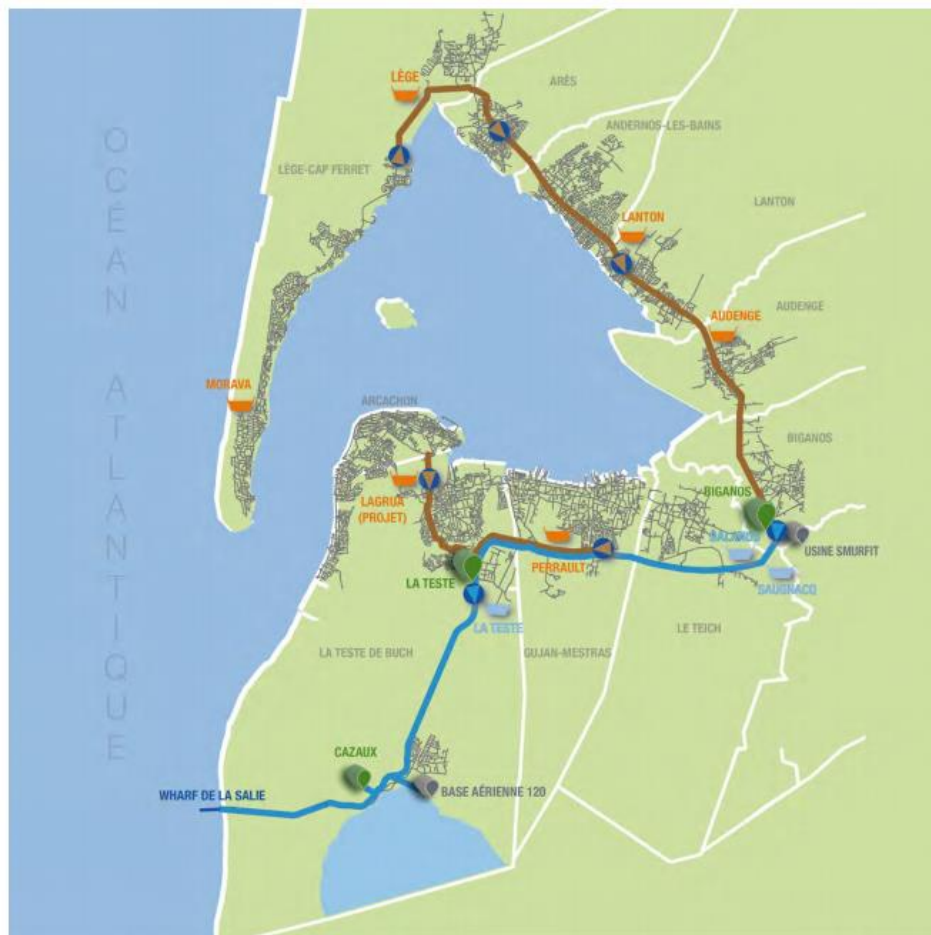 OCÉAN ATLANTIQUE
LÈGE
ARÈS
ANDERNOS-LES-BAINS
LÈGE-CAP FERRET
LANTON
LANTON
AUDENGE
AUDENGE
MORAVA
ARCACHON
BIGANOS
BIGANOS
LAGRUA
(PROJET)
USINE SMURFIT
PERRAULT
LA TESTE
SAUGNACQ
LA TESTE
LE TEICH
LA TESTE DE BUCH
GUJAN-MESTRAS
CAZAUX
WHARF DE LA SALIE
BASE AÉRIENNE 120